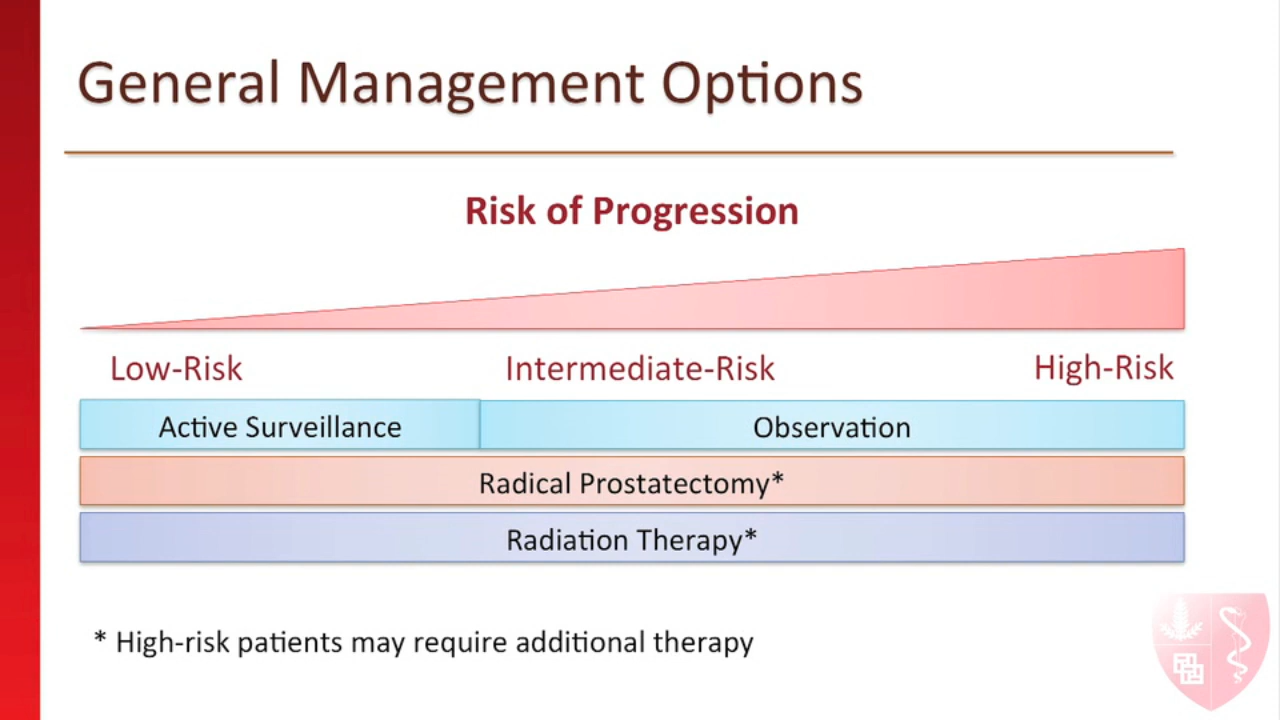 General Management Options
Risk of Progression
Low-Risk Intermediate-Risk High-Risk
Active Surveillance Observation
Radical Prostatectomy*
Radiation Therapy*
* High-risk patients may require additional therapy